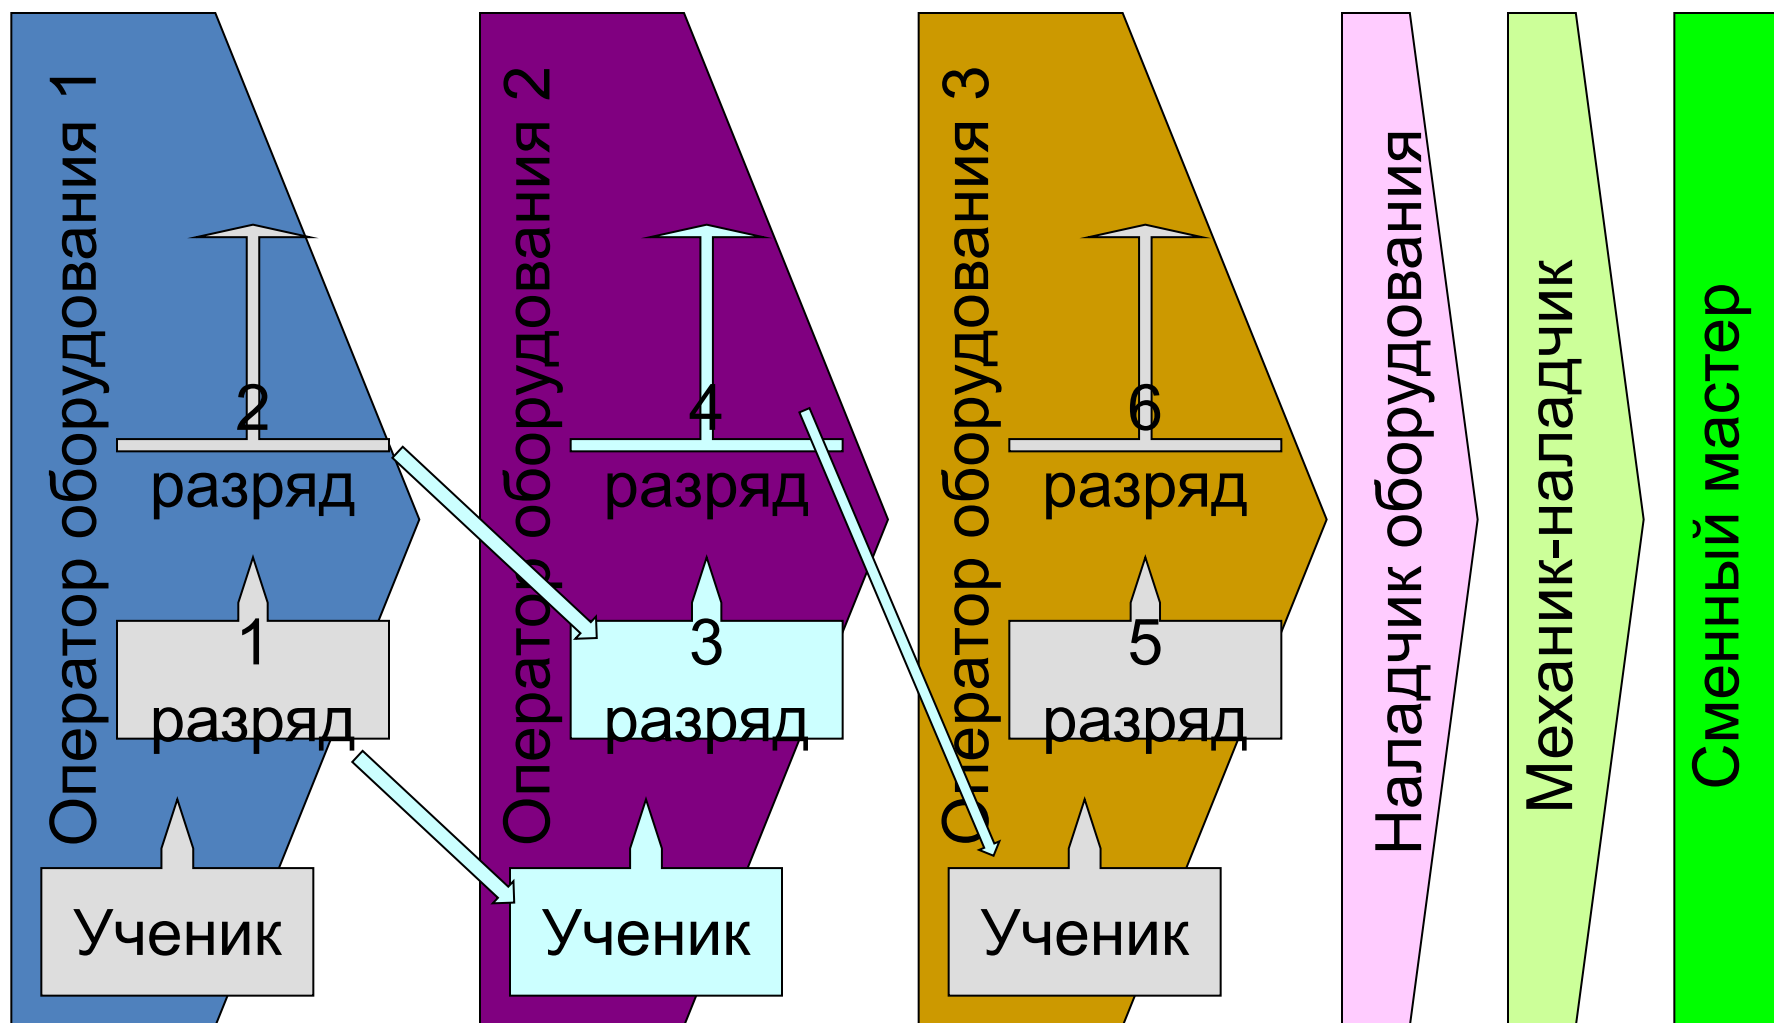 Оператор оборудования 1
2
разряд
1
разряд
Ученик
Оператор оборудования 2
4
разряд
3
разряд
Ученик
Оператор оборудования 3
6
разряд
5
разряд
Ученик
Наладчик оборудования
Механик-наладчик
Сменный мастер